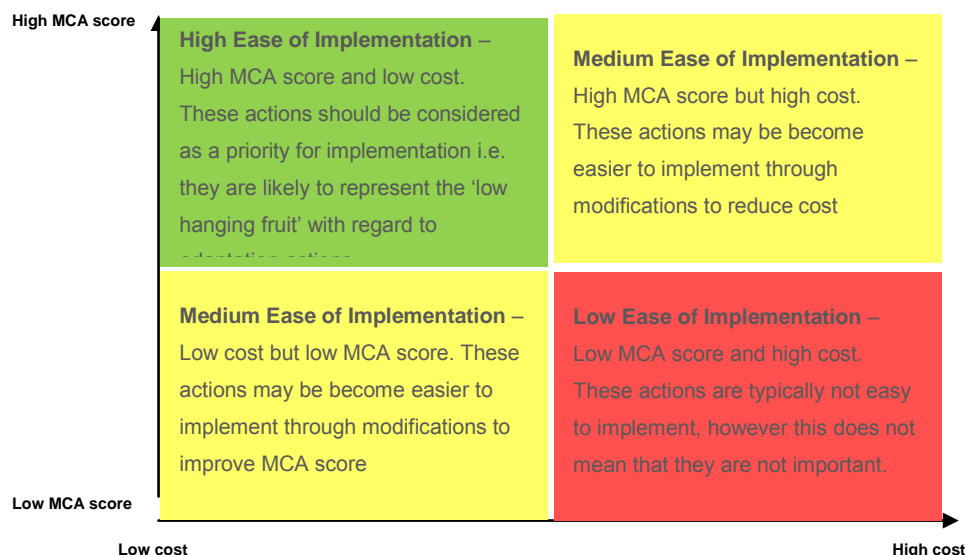 High MCA score
High Ease of Implementation –
High MCA score and low cost.
These actions should be considered
as a priority for implementation i.e.
they are likely to represent the ‘low
hanging fruit’ with regard to
adaptation actions
Medium Ease of Implementation –
High MCA score but high cost.
These actions may be become
easier to implement through
modifications to reduce cost
Medium Ease of Implementation –
Low cost but low MCA score. These
actions may be become easier to
implement through modifications to
improve MCA score
Low Ease of Implementation –
Low MCA score and high cost.
These actions are typically not easy
to implement, however this does not
mean that they are not important.
Low MCA score
Low cost
High cost